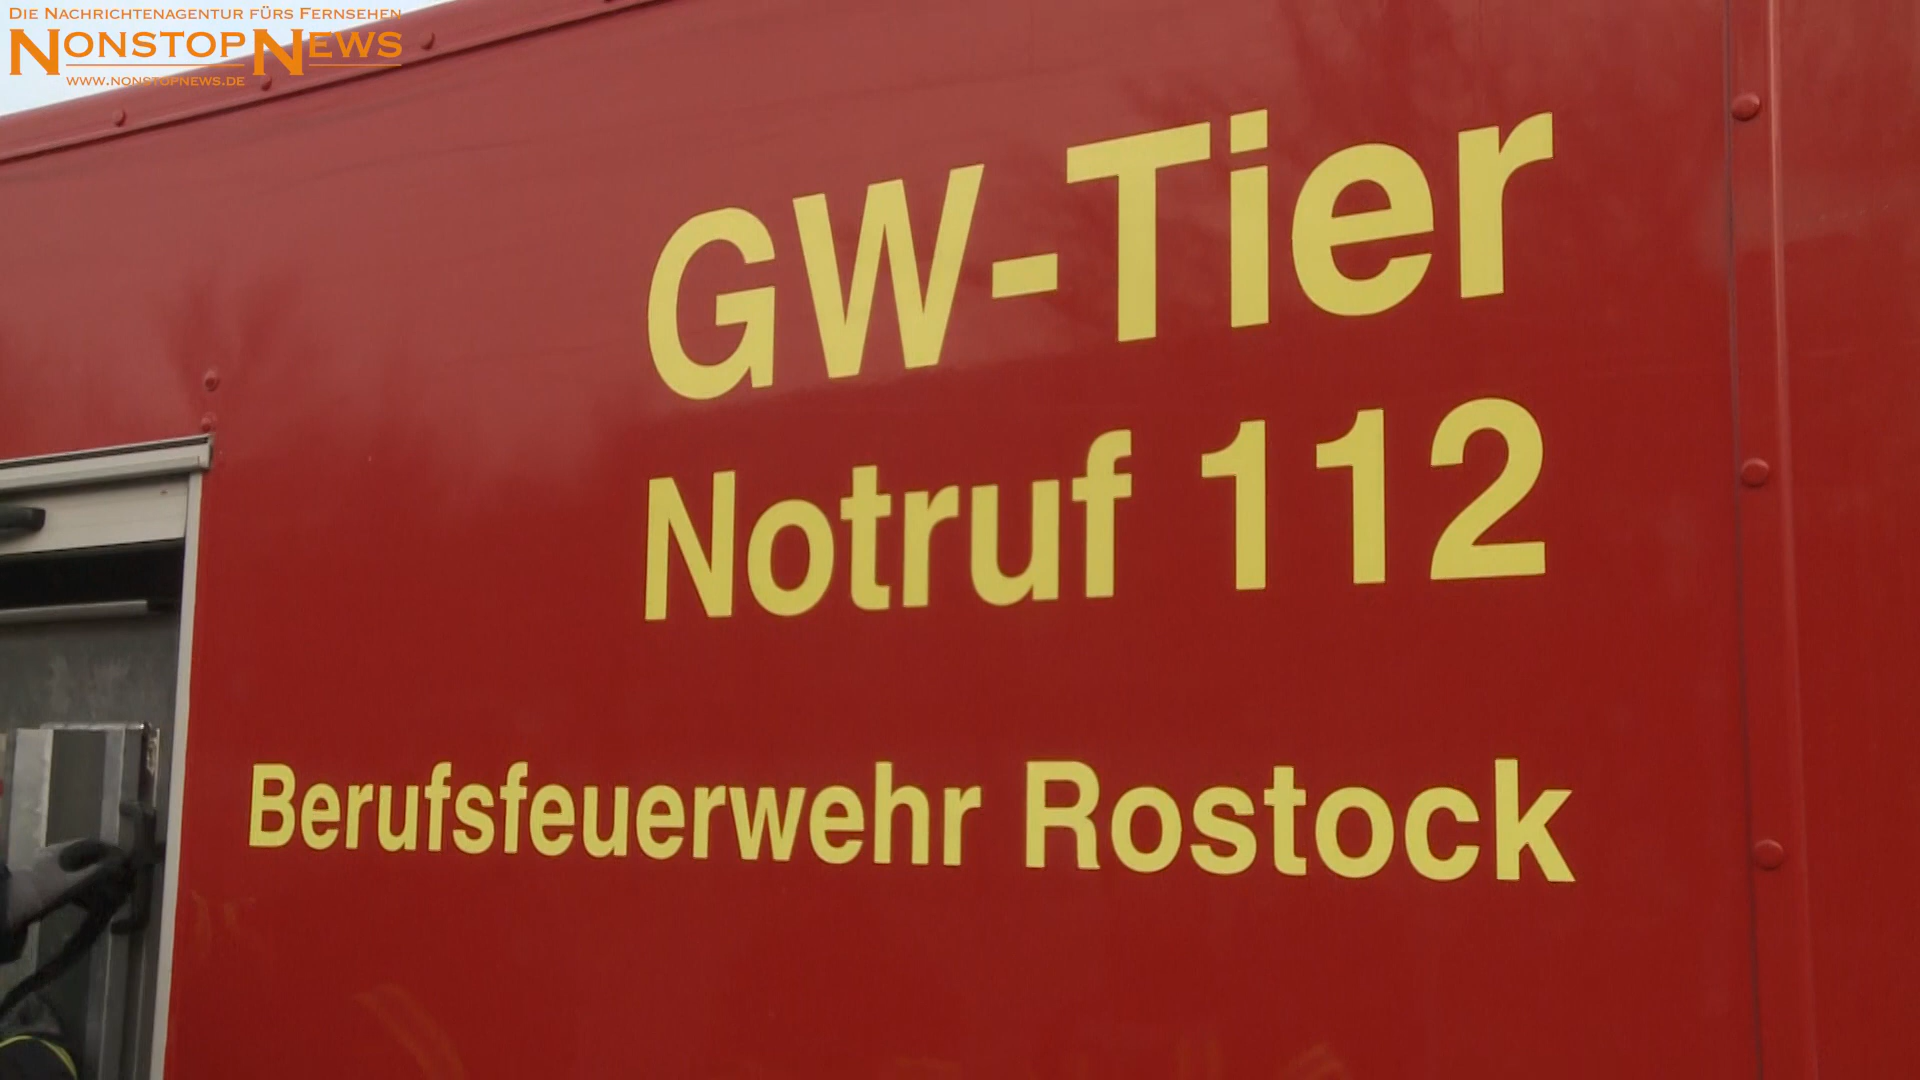 DIE NACHRICHTENAGENTUR FÜRS FERNSEHEN
NONSTOPNEWS
WWW.NONSTOPNEWS.DE
GW-Tier
Notruf 112
Berufsfeuerwehr Rostock